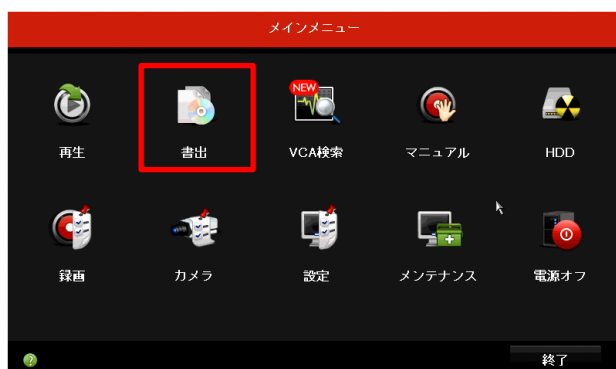 メインメニュー
NEW
再生 書出 VCA検索 マニュアル HDD
録画 カメラ 設定 メンテナンス 電源オフ
? 終了